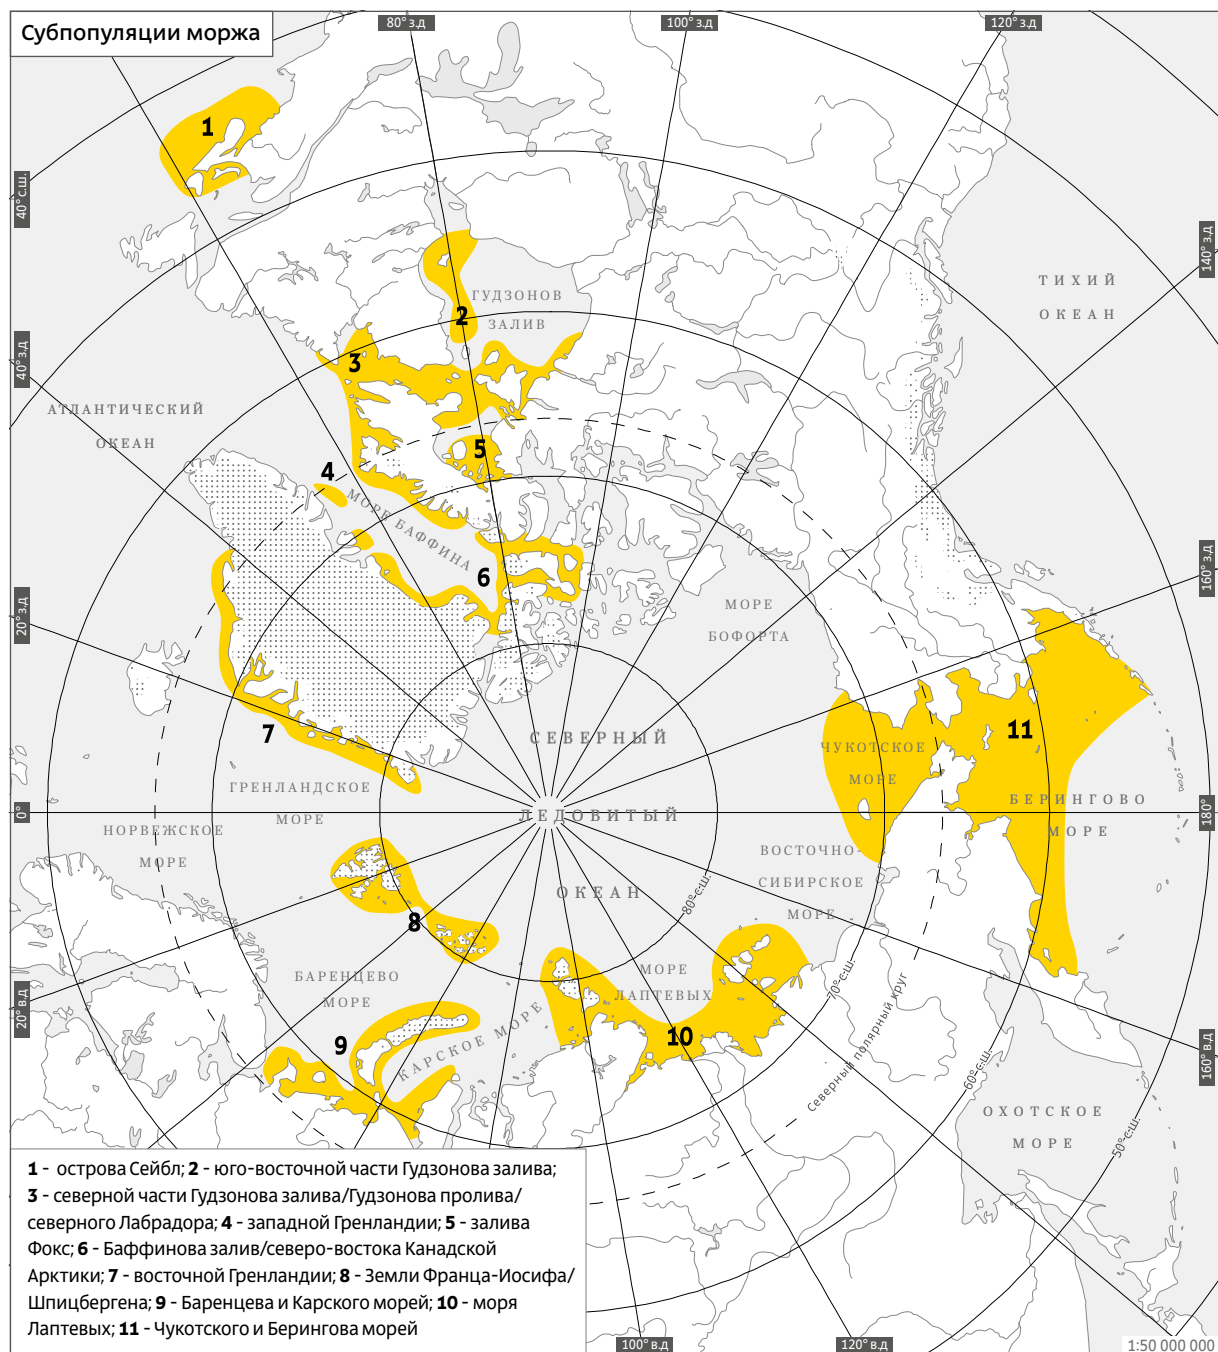 Субпопуляции моржа
80° з.д
100° з.д
120° з.д
1
40° с.ш.
140° з.д
ТИХИЙ
ОКЕАН
ГУДЗОНОВ
ЗАЛИВ
2
3
40° з.д
АТЛАНТИЧЕСКИЙ
ОКЕАН
5
4
МОРЕ БАФФИНА
6
160° з.д
МОРЕ
БОФОРТА
20° з.д
7
11
СЕВЕРНЫЙ
ЧУКОТСКОЕ
МОРЕ
ГРЕНЛАНДСКОЕ
МОРЕ
БЕРИНГОВО
МОРЕ
0°
ЛЕДОВИТЫЙ
180°
НОРВЕЖСКОЕ
МОРЕ
ВОСТОЧНО-
СИБИРСКОЕ
МОРЕ
ОКЕАН
80° с.ш.
8
БАРЕНЦЕВО
МОРЕ
МОРЕ
ЛАПТЕВЫХ
70° с.ш.
20° в.д
9
КАРСКОЕ МОРЕ
10
Северный полярный круг
60° с.ш.
160° в.д
ОХОТСКОЕ
МОРЕ
50° с.ш.
1 - острова Сейбл; 2 - юго-восточной части Гудзонова залива;
3 - северной части Гудзонова залива/Гудзонова пролива/
северного Лабрадора; 4 - западной Гренландии; 5 - залива
Фокс; 6 - Баффинова залив/северо-востока Канадской
Арктики; 7 - восточной Гренландии; 8 - Земли Франца-Иосифа/
Шпицбергена; 9 - Баренцева и Карского морей; 10 - моря
Лаптевых; 11 - Чукотского и Берингова морей
100° в.д
120° в.д
1:50 000 000